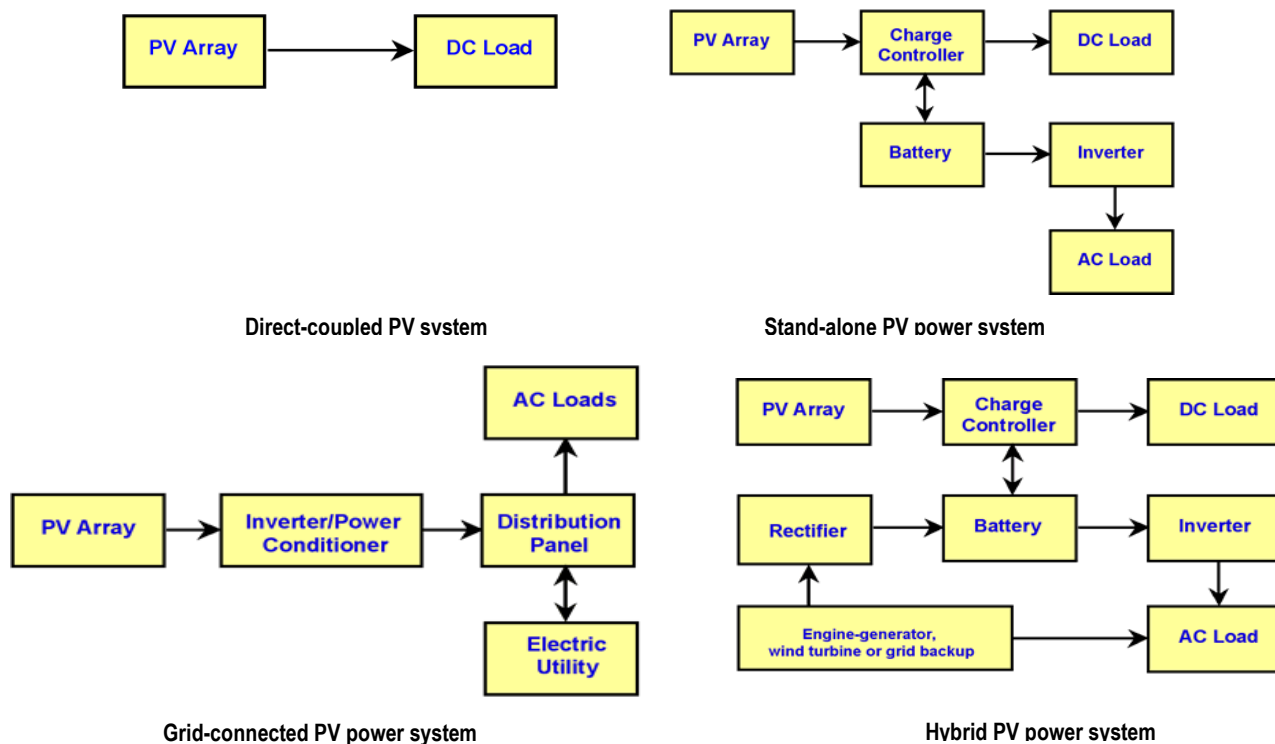 PV Array
DC Load
Direct-coupled PV system
PV Array
Charge
Controller
DC Load
Battery
Inverter
AC Load
Stand-alone PV power system
AC Loads
PV Array
Inverter/Power
Conditioner
Distribution
Panel
Electric
Utility
Grid-connected PV power system
PV Array
Charge
Controller
DC Load
Rectifier
Battery
Inverter
Engine-generator,
wind turbine or grid backup
AC Load
Hybrid PV power system